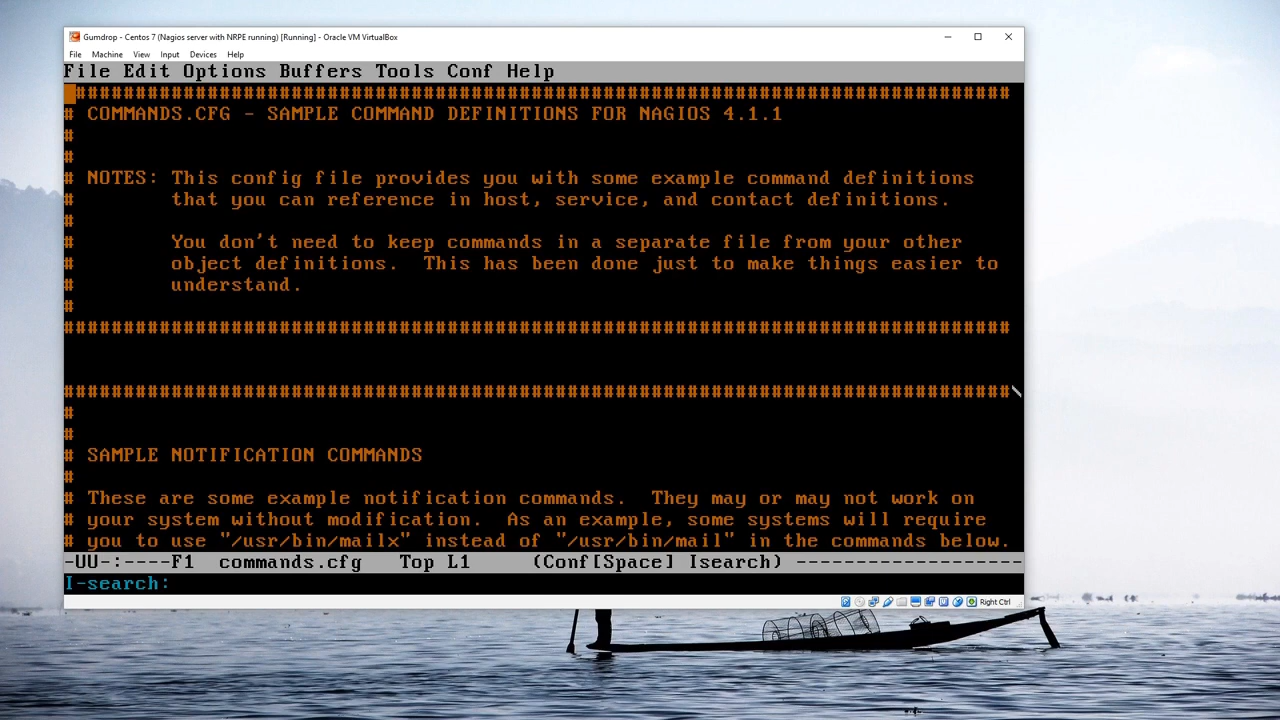 Gumdrop - Centos 7 (Nagios server with NRPE running) [Running] - Oracle VM VirtualBox
File Machine View Input Devices Help
File Edit Options Buffers Tools Conf Help
###############################################################################
# COMMANDS.CFG - SAMPLE COMMAND DEFINITIONS FOR NAGIOS 4.1.1
#
#
# NOTES: This config file provides you with some example command definitions
#        that you can reference in host, service, and contact definitions.
#
#        You don't need to keep commands in a separate file from your other
#        object definitions.  This has been done just to make things easier to
#        understand.
#
###############################################################################
###############################################################################\
#
#
# SAMPLE NOTIFICATION COMMANDS
#
# These are some example notification commands.  They may or may not work on
# your system without modification.  As an example, some systems will require
# you to use "/usr/bin/mailx" instead of "/usr/bin/mail" in the commands below.
-UU-:----F1  commands.cfg   Top L1     (Conf[Space] Isearch) -------------------
I-search:
Right Ctrl